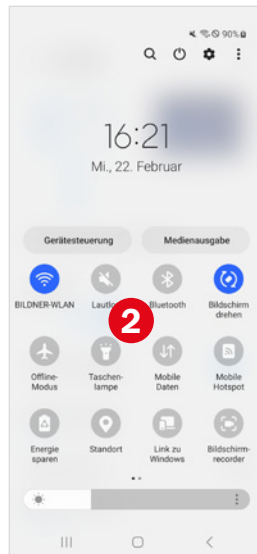 90%
16:21
Mi., 22. Februar
Gerätesteuerung Medienausgabe
BILDNER-WLAN Bluetooth Bildschirm drehen
2
Offline-Modus Taschen-lampe Mobile Daten Mobile Hotspot
Energie sparen Standort Link zu Windows Bildschirm-recorder